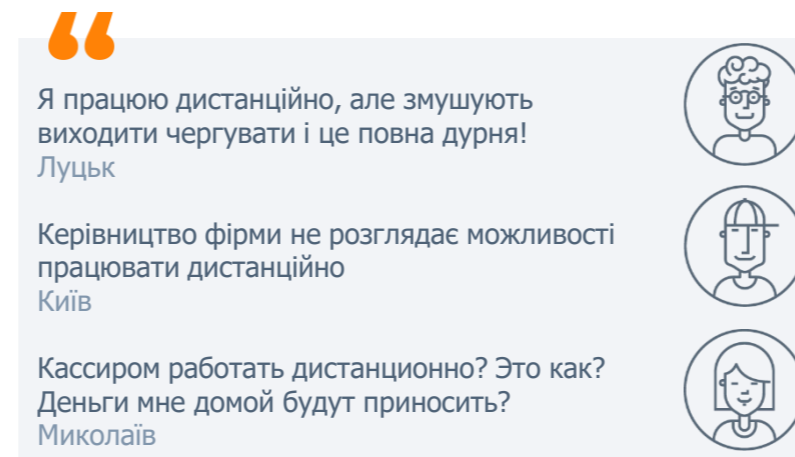 “
Я працюю дистанційно, але змушують
виходити чергувати і це повна дурня!
Луцьк
Керівництво фірми не розглядає можливості
працювати дистанційно
Київ
Кассиром работать дистанционно? Это как?
Деньги мне домой будут приносить?
Миколаїв